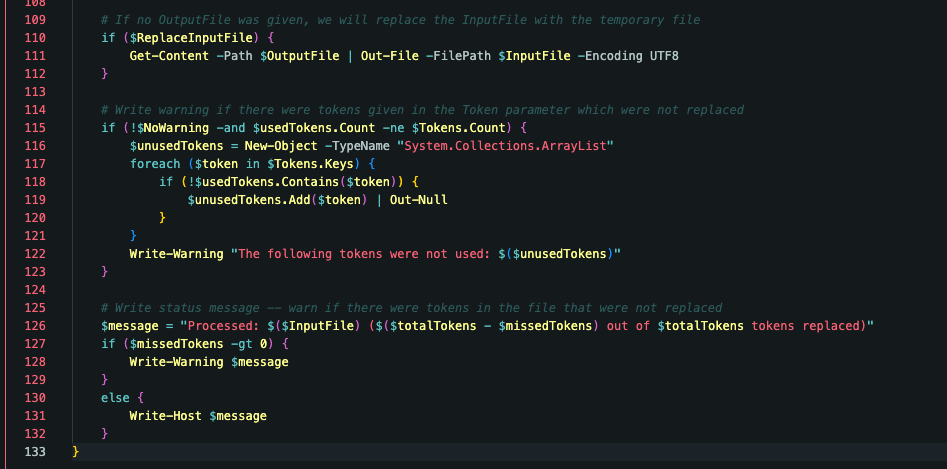 108
109 # If no OutputFile was given, we will replace the InputFile with the temporary file
110 if ($ReplaceInputFile) {
111 Get-Content -Path $OutputFile | Out-File -FilePath $InputFile -Encoding UTF8
112 }
113
114 # Write warning if there were tokens given in the Token parameter which were not replaced
115 if (!$NoWarning -and $usedTokens.Count -ne $Tokens.Count) {
116 $unusedTokens = New-Object -TypeName "System.Collections.ArrayList"
117 foreach ($token in $Tokens.Keys) {
118 if (!$usedTokens.Contains($token)) {
119 $unusedTokens.Add($token) | Out-Null
120 }
121 }
122 Write-Warning "The following tokens were not used: $($unusedTokens)"
123 }
124
125 # Write status message -- warn if there were tokens in the file that were not replaced
126 $message = "Processed: $($InputFile) ($($totalTokens - $missedTokens) out of $totalTokens tokens replaced)"
127 if ($missedTokens -gt 0) {
128 Write-Warning $message
129 }
130 else {
131 Write-Host $message
132 }
133 }